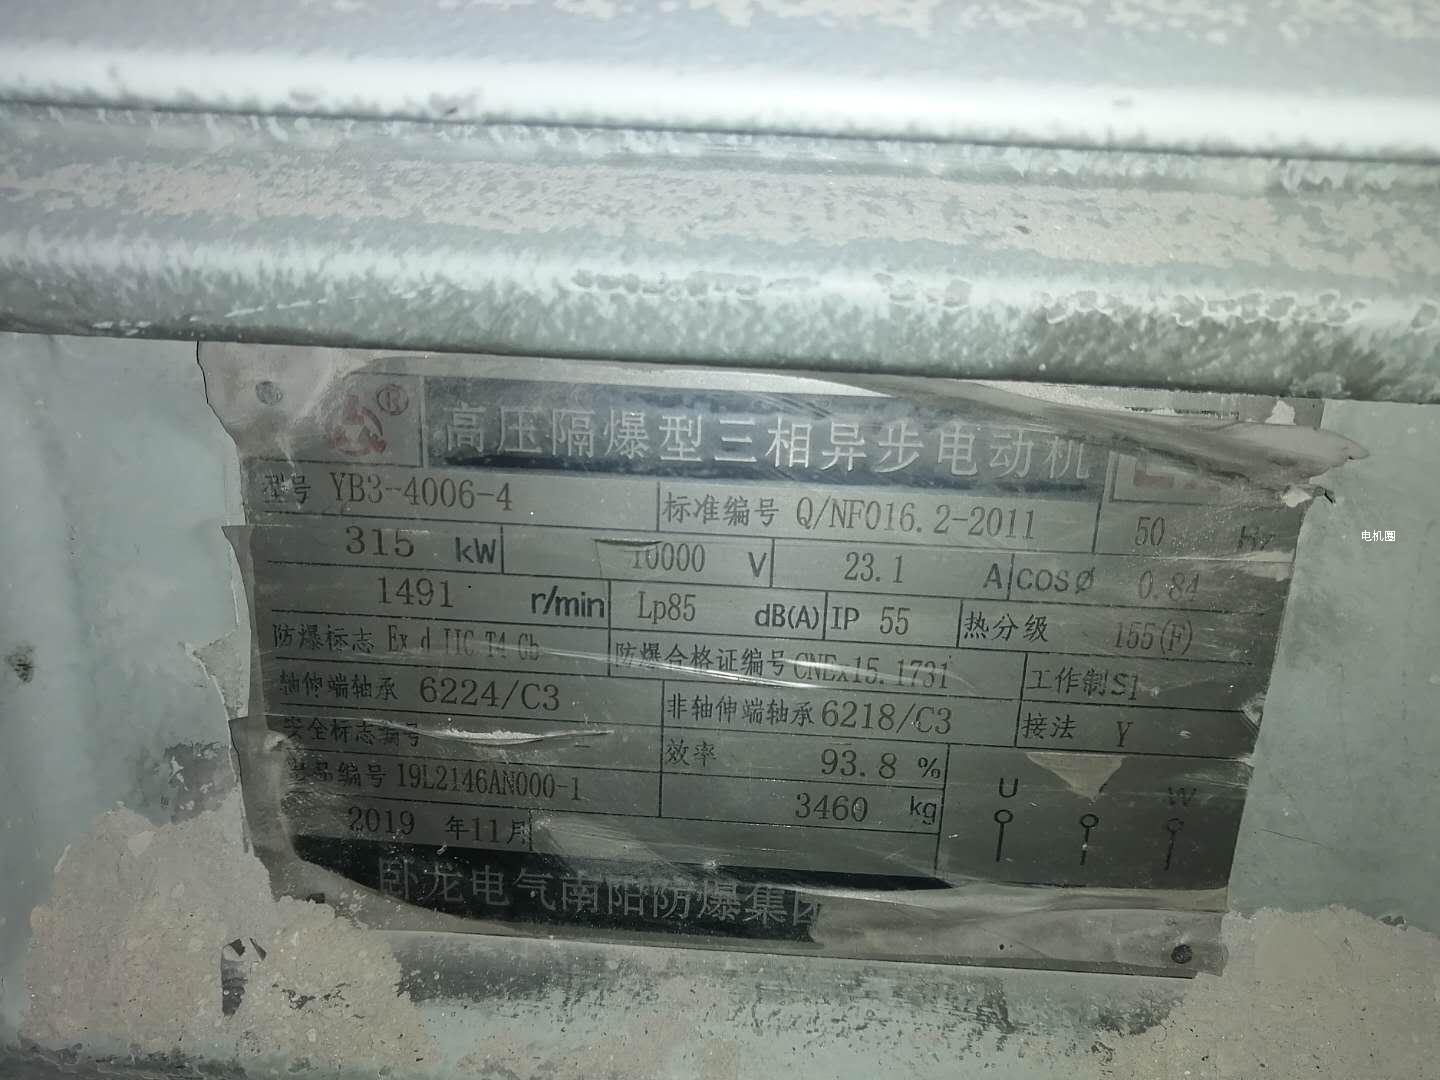 ®
高压隔爆型三相异步电动机
型号 YB3-4006-4 标准编号 Q/NF016.2-2011 50 Hz
315 kW 10000 V 23.1 A cosø 0.84
1491 r/min Lp85 dB(A) IP 55 热分级 155(F)
防爆标志 Ex d IIC T4 Gb 防爆合格证编号 CNEx15.1731 工作制 S1
轴伸端轴承 6224/C3 非轴伸端轴承 6218/C3 接法 Y
安全标志编号 效率 93.8 %
产品编号 19L2146AN000-1 3460 kg
2019 年 11 月
U W
卧龙电气南阳防爆集团
电机圈